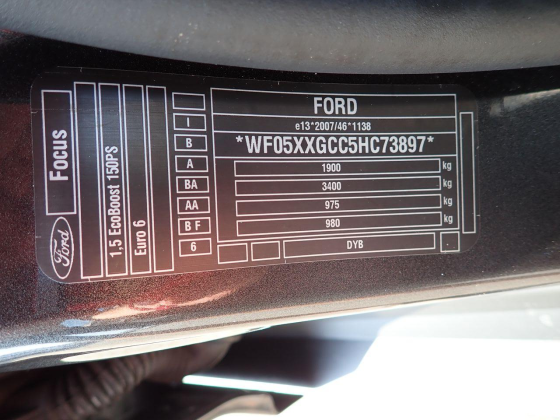 FORD
e13*2007/46*1138
*WF05XXGCC5HC73897*
1900 kg
3400 kg
975 kg
980 kg
DYB
I
B
A
BA
AA
B F
6
Focus
1,5 EcoBoost 150PS
Euro 6
Ford